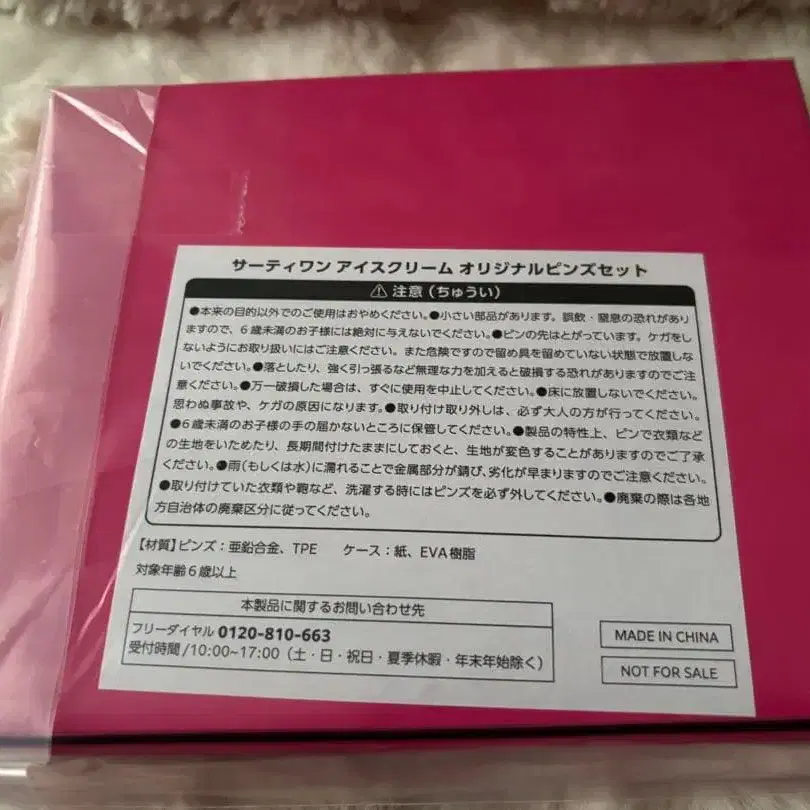 サーティワン アイスクリーム オリジナルピンズセット
⚠ 注意（ちゅうい）
●本来の目的以外でのご使用はおやめください。●小さい部品があります。誤飲・窒息の恐れがあり
ますので、６歳未満のお子様には絶対に与えないでください。●ピンの先はとがっています。ケガをし
ないようにお取り扱いにはご注意ください。また危険ですので留め具を留めていない状態で放置しな
いでください。●落としたり、強く引っ張るなど無理な力を加えると破損する恐れがありますのでご注
意ください。●万一破損した場合は、すぐに使用を中止してください。●床に放置しないでください。
思わぬ事故や、ケガの原因になります。●取り付け取り外しは、必ず大人の方が行ってください。
●６歳未満のお子様の手の届かないところに保管してください。●製品の特性上、ピンで衣類など
の生地をいためたり、長期間付けたままにしておくと、生地が変色することがありますのでご了承
ください。●雨(もしくは水)に濡れることで金属部分が錆び、劣化が早まりますのでご注意ください。
●取り付けていた衣類や鞄など、洗濯する時にはピンズを必ず外してください。●廃棄の際は各地
方自治体の廃棄区分に従ってください。
【材質】ピンズ：亜鉛合金、TPE　ケース：紙、EVA樹脂
対象年齢６歳以上
本製品に関するお問い合わせ先
フリーダイヤル 0120-810-663
受付時間/10:00~17:00（土・日・祝日・夏季休暇・年末年始除く）
MADE IN CHINA
NOT FOR SALE